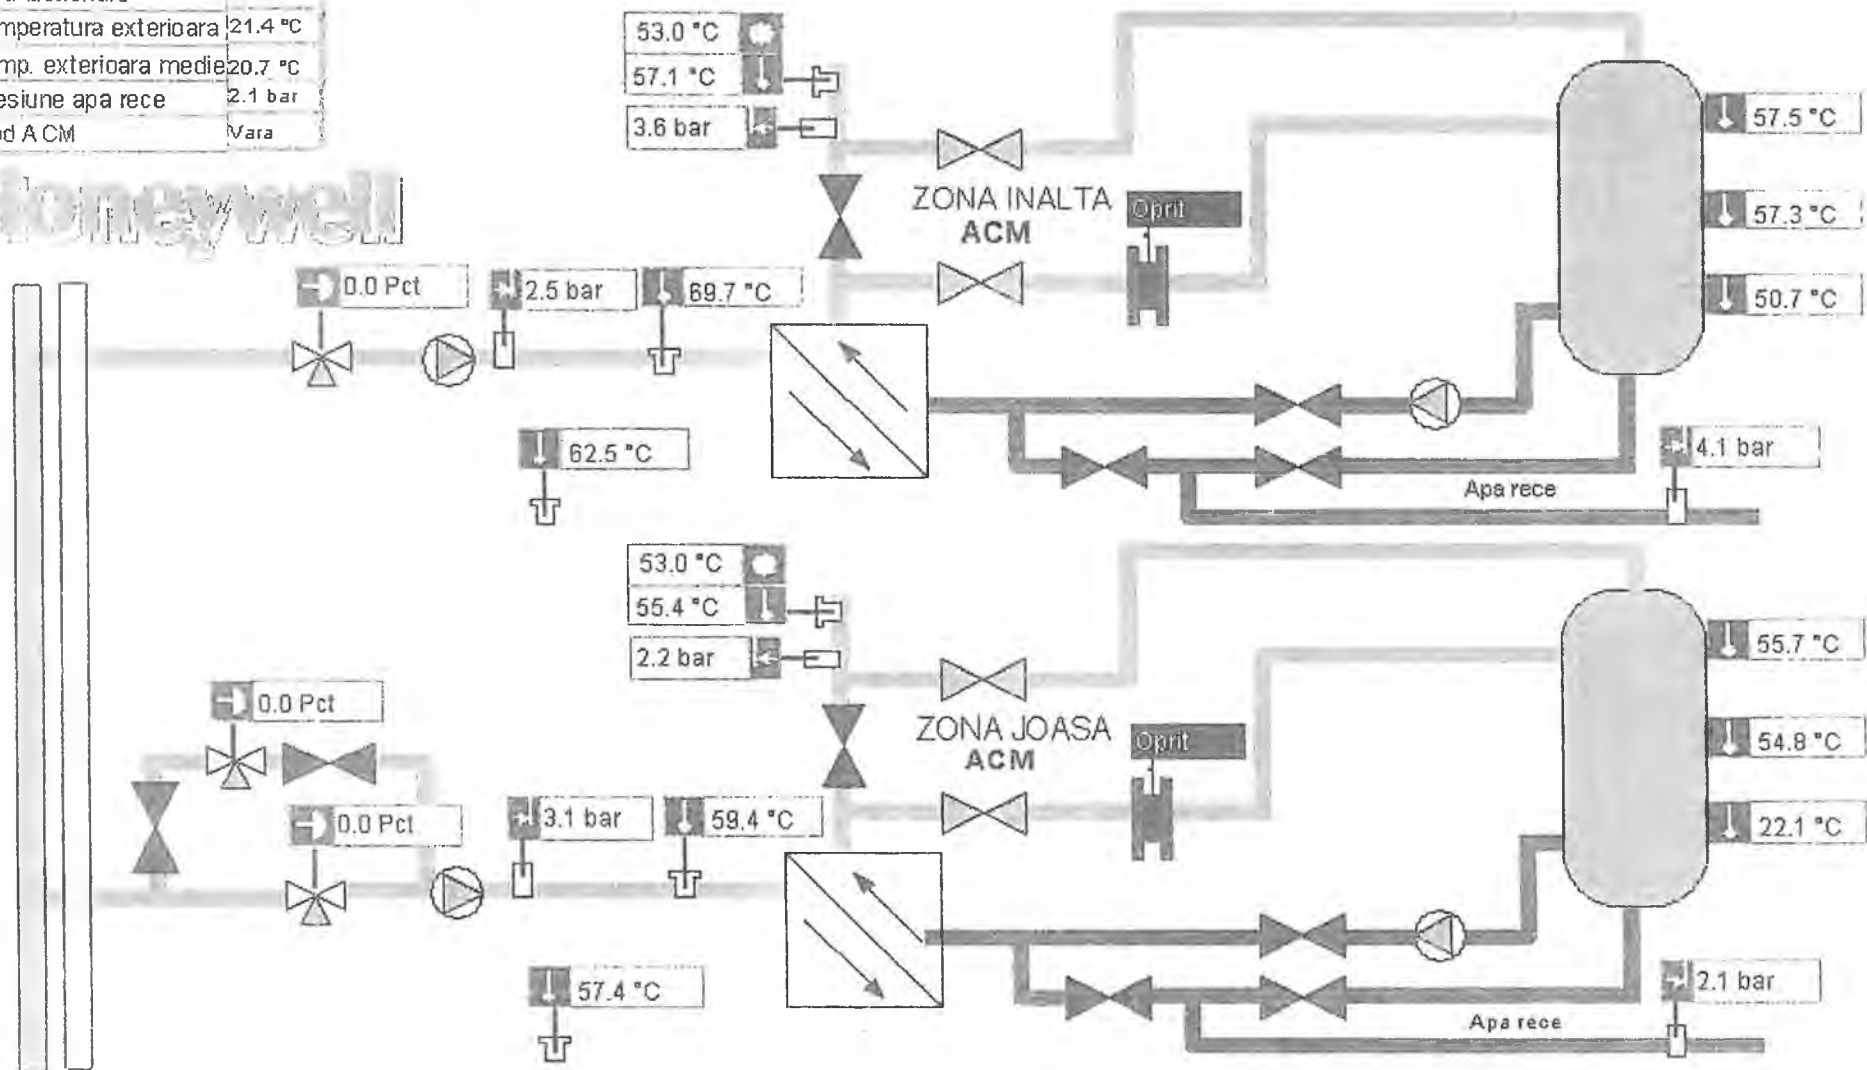 mperatura exterioara 21.4 °C
mp. exterioara medie 20.7 °C
esiune apa rece 2.1 bar
d ACM Vara
Honeywell
53.0 °C
57.1 °C
3.6 bar
ZONA INALTA
ACM
Oprit
57.5 °C
57.3 °C
50.7 °C
0.0 Pct
2.5 bar
69.7 °C
62.5 °C
4.1 bar
Apa rece
53.0 °C
55.4 °C
2.2 bar
ZONA JOASA
ACM
Oprit
55.7 °C
54.8 °C
22.1 °C
0.0 Pct
0.0 Pct
3.1 bar
59.4 °C
57.4 °C
2.1 bar
Apa rece